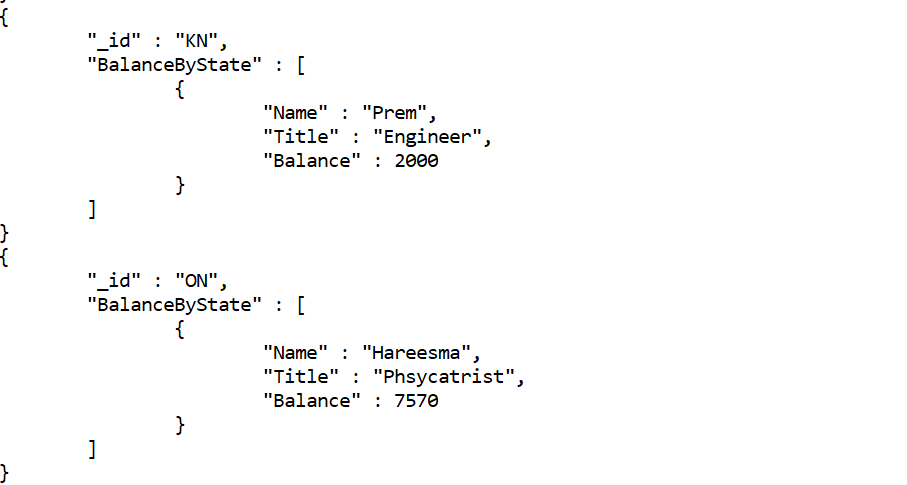 }
{
"_id" : "KN",
"BalanceByState" : [
{
"Name" : "Prem",
"Title" : "Engineer",
"Balance" : 2000
}
]
}
{
"_id" : "ON",
"BalanceByState" : [
{
"Name" : "Hareesma",
"Title" : "Phsycatrist",
"Balance" : 7570
}
]
}